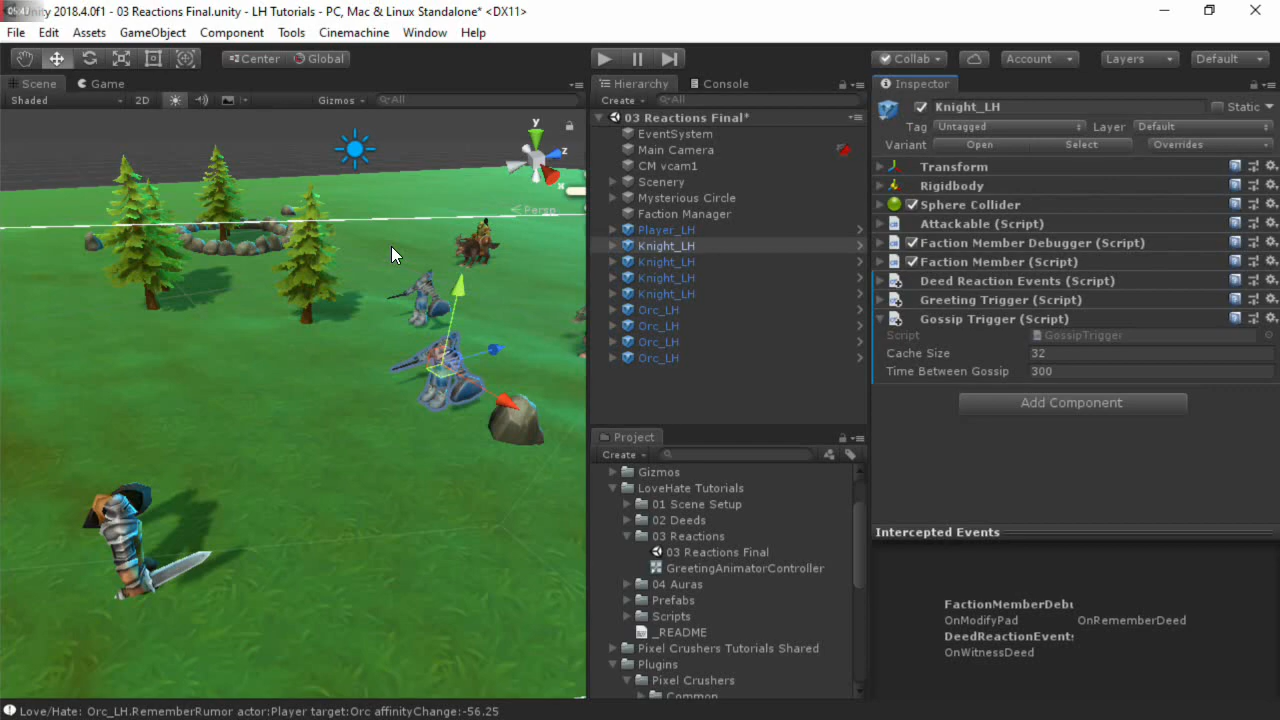 05:42 nity 2018.4.0f1 - 03 Reactions Final.unity - LH Tutorials - PC, Mac & Linux Standalone* <DX11>
File Edit Assets GameObject Component Tools Cinemachine Window Help
Center Global Collab Account Layers Default
Scene Game
Shaded 2D Gizmos All
y
z
x
Persp
Hierarchy Console
Create All
03 Reactions Final*
EventSystem
Main Camera
CM vcam1
Scenery
Mysterious Circle
Faction Manager
Player_LH
Knight_LH
Knight_LH
Knight_LH
Knight_LH
Orc_LH
Orc_LH
Orc_LH
Orc_LH
Project
Create
Gizmos
LoveHate Tutorials
01 Scene Setup
02 Deeds
03 Reactions
03 Reactions Final
GreetingAnimatorController
04 Auras
Prefabs
Scripts
_README
Pixel Crushers Tutorials Shared
Plugins
Pixel Crushers
Common
Inspector
Knight_LH Static
Tag Untagged Layer Default
Variant Open Select Overrides
Transform
Rigidbody
Sphere Collider
Attackable (Script)
Faction Member Debugger (Script)
Faction Member (Script)
Deed Reaction Events (Script)
Greeting Trigger (Script)
Gossip Trigger (Script)
Script GossipTrigger
Cache Size 32
Time Between Gossip 300
Add Component
Intercepted Events
FactionMemberDebu
OnModifyPad OnRememberDeed
DeedReactionEvents
OnWitnessDeed
Love/Hate: Orc_LH.RememberRumor actor:Player target:Orc affinityChange:-56.25